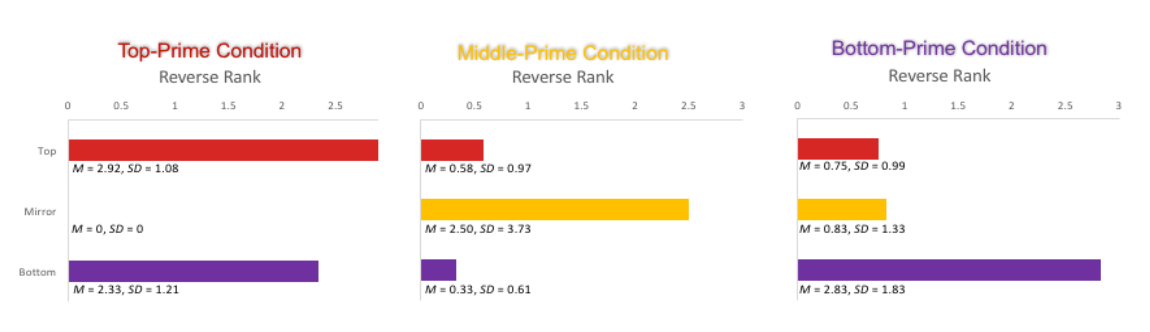 Top-Prime Condition
Reverse Rank
0 0.5 1 1.5 2 2.5
Top
M = 2.92, SD = 1.08
Mirror
M = 0, SD = 0
Bottom
M = 2.33, SD = 1.21
Middle-Prime Condition
Reverse Rank
0 0.5 1 1.5 2 2.5 3
M = 0.58, SD = 0.97
M = 2.50, SD = 3.73
M = 0.33, SD = 0.61
Bottom-Prime Condition
Reverse Rank
0 0.5 1 1.5 2 2.5 3
M = 0.75, SD = 0.99
M = 0.83, SD = 1.33
M = 2.83, SD = 1.83